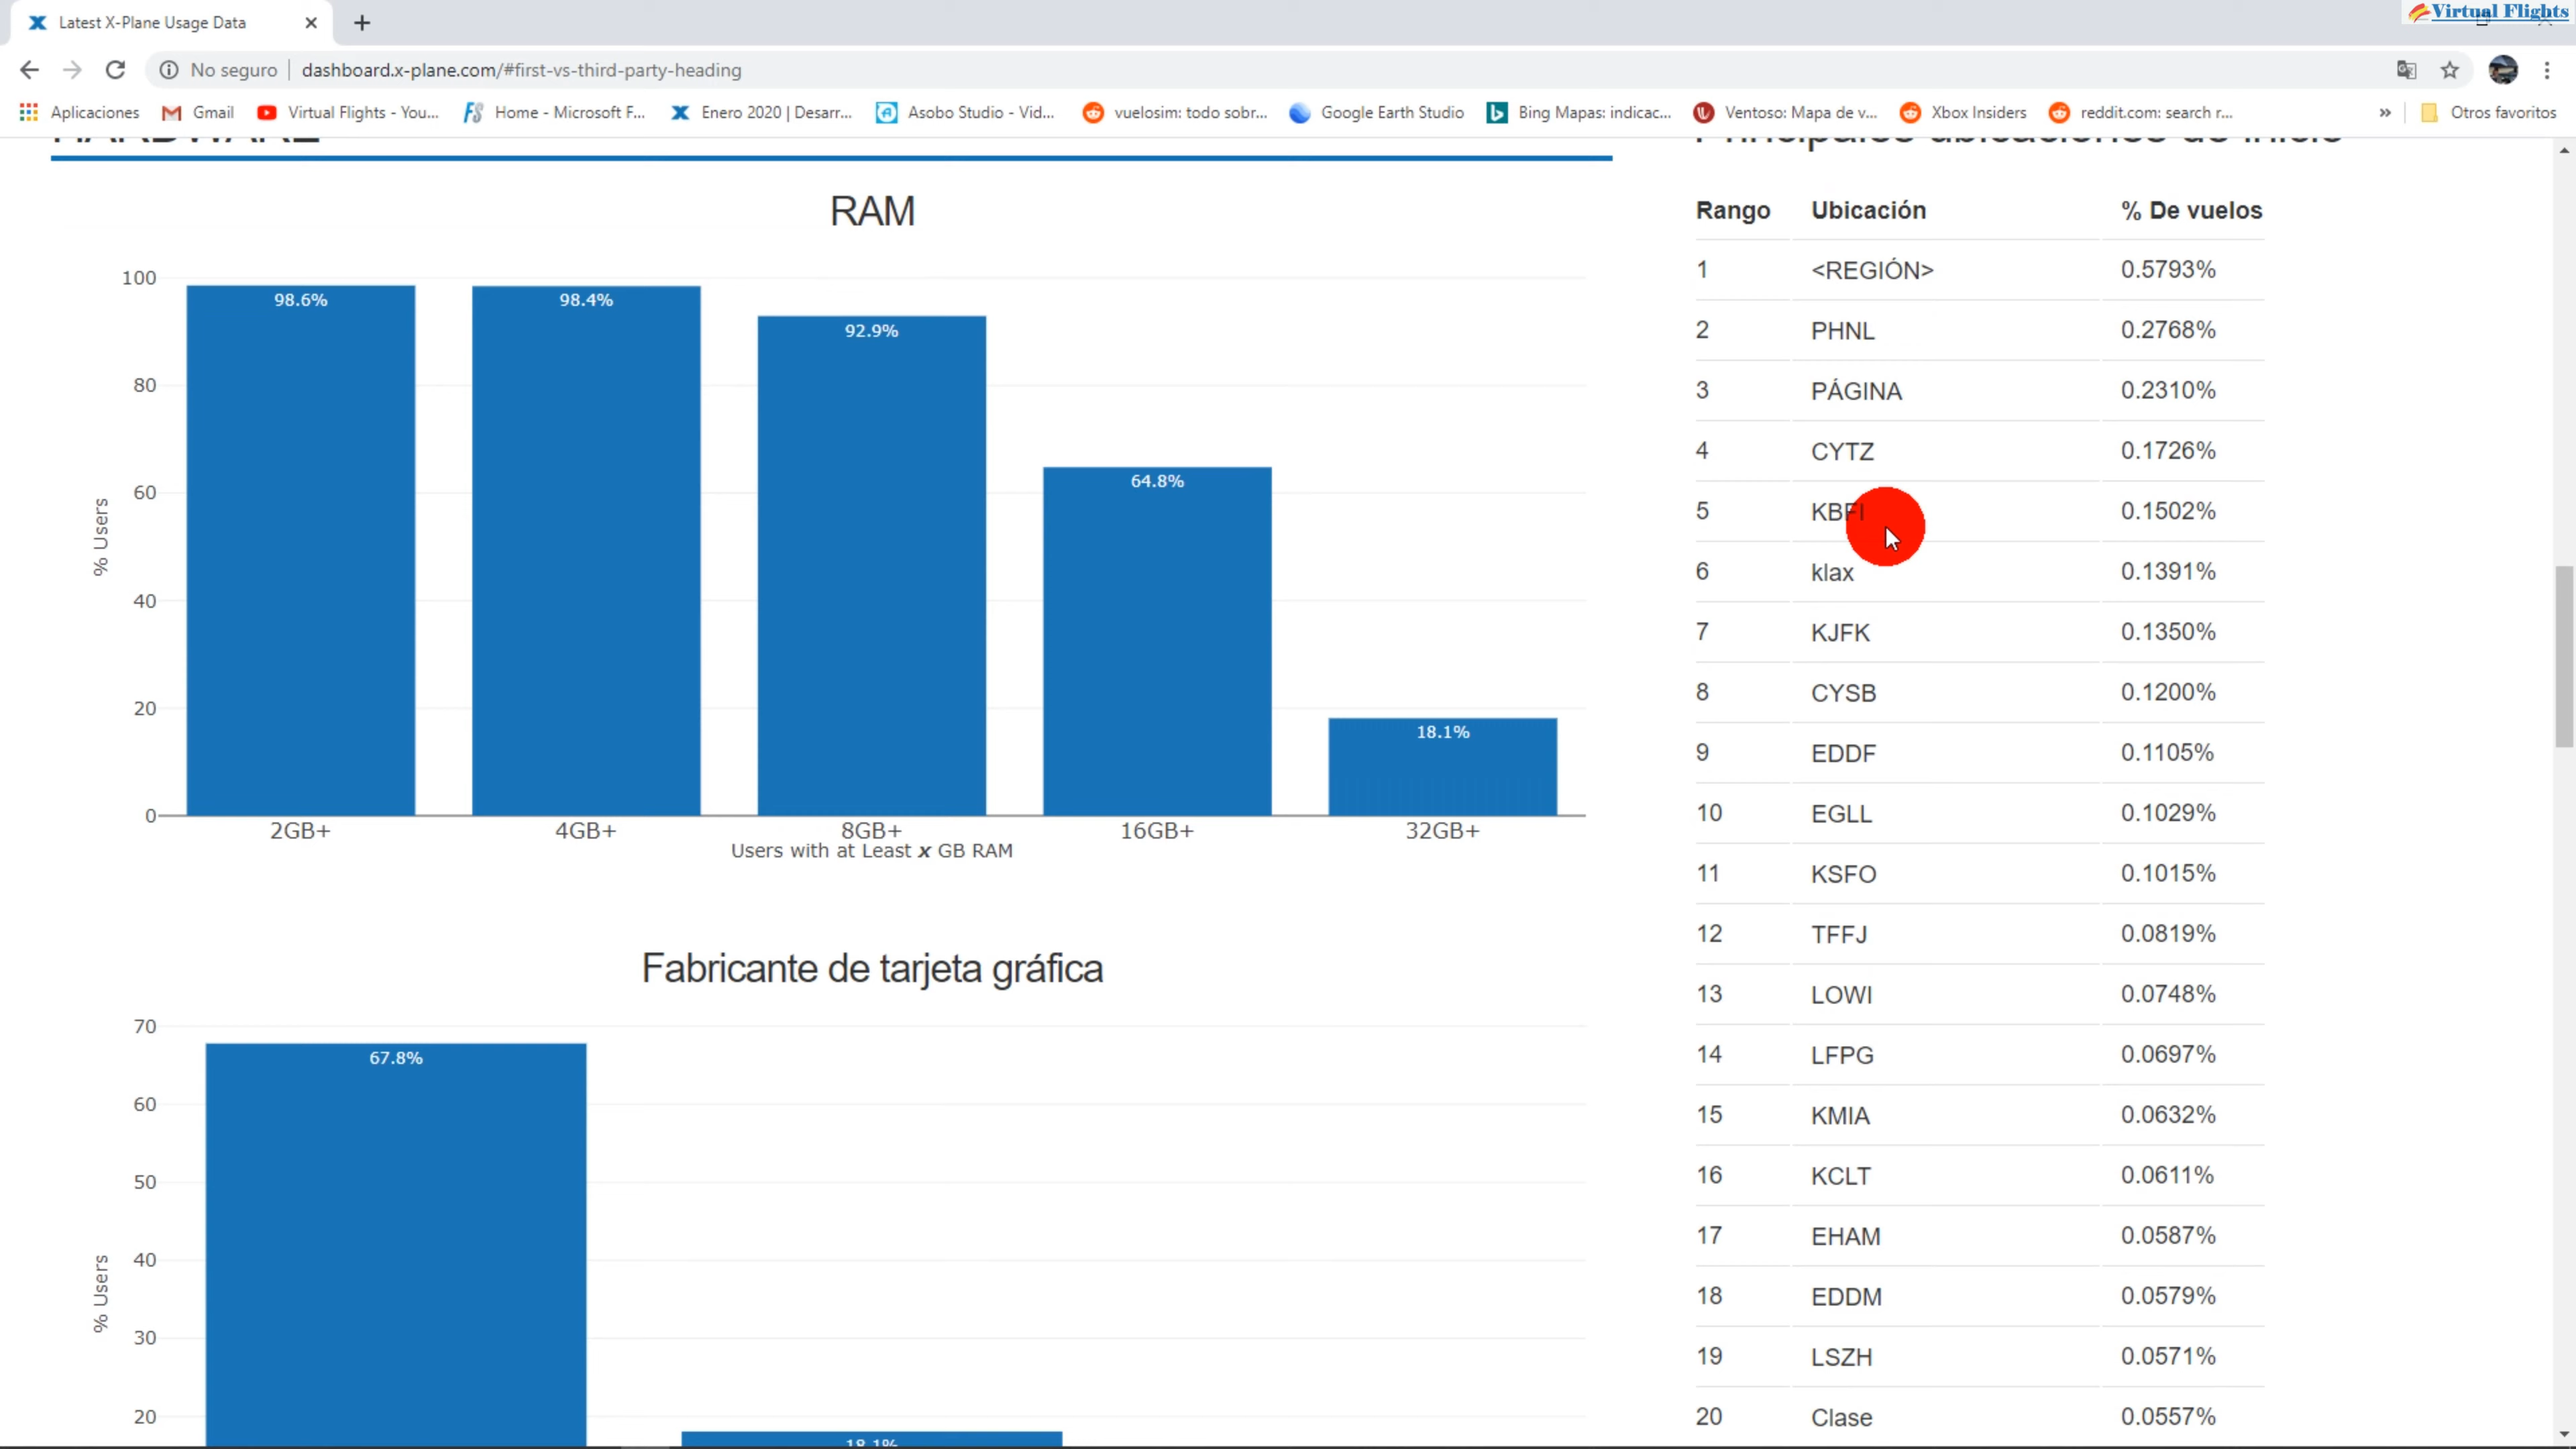 Latest X-Plane Usage Data
Virtual Flights
No seguro
dashboard.x-plane.com/#first-vs-third-party-heading
Aplicaciones
Gmail
Virtual Flights - You...
Home - Microsoft F...
Enero 2020 | Desarr...
Asobo Studio - Vid...
vuelosim: todo sobr...
Google Earth Studio
Bing Mapas: indicac...
Ventoso: Mapa de v...
Xbox Insiders
reddit.com: search r...
»
Otros favoritos
HARDWARE
RAM
100
80
60
40
20
0
% Users
98.6%
98.4%
92.9%
64.8%
18.1%
2GB+
4GB+
8GB+
16GB+
32GB+
Users with at Least x GB RAM
Fabricante de tarjeta gráfica
70
60
50
40
30
20
% Users
67.8%
18.1%
Principales ubicaciones de inicio
Rango Ubicación % De vuelos
1 <REGIÓN> 0.5793%
2 PHNL 0.2768%
3 PÁGINA 0.2310%
4 CYTZ 0.1726%
5 KBFI 0.1502%
6 klax 0.1391%
7 KJFK 0.1350%
8 CYSB 0.1200%
9 EDDF 0.1105%
10 EGLL 0.1029%
11 KSFO 0.1015%
12 TFFJ 0.0819%
13 LOWI 0.0748%
14 LFPG 0.0697%
15 KMIA 0.0632%
16 KCLT 0.0611%
17 EHAM 0.0587%
18 EDDM 0.0579%
19 LSZH 0.0571%
20 Clase 0.0557%